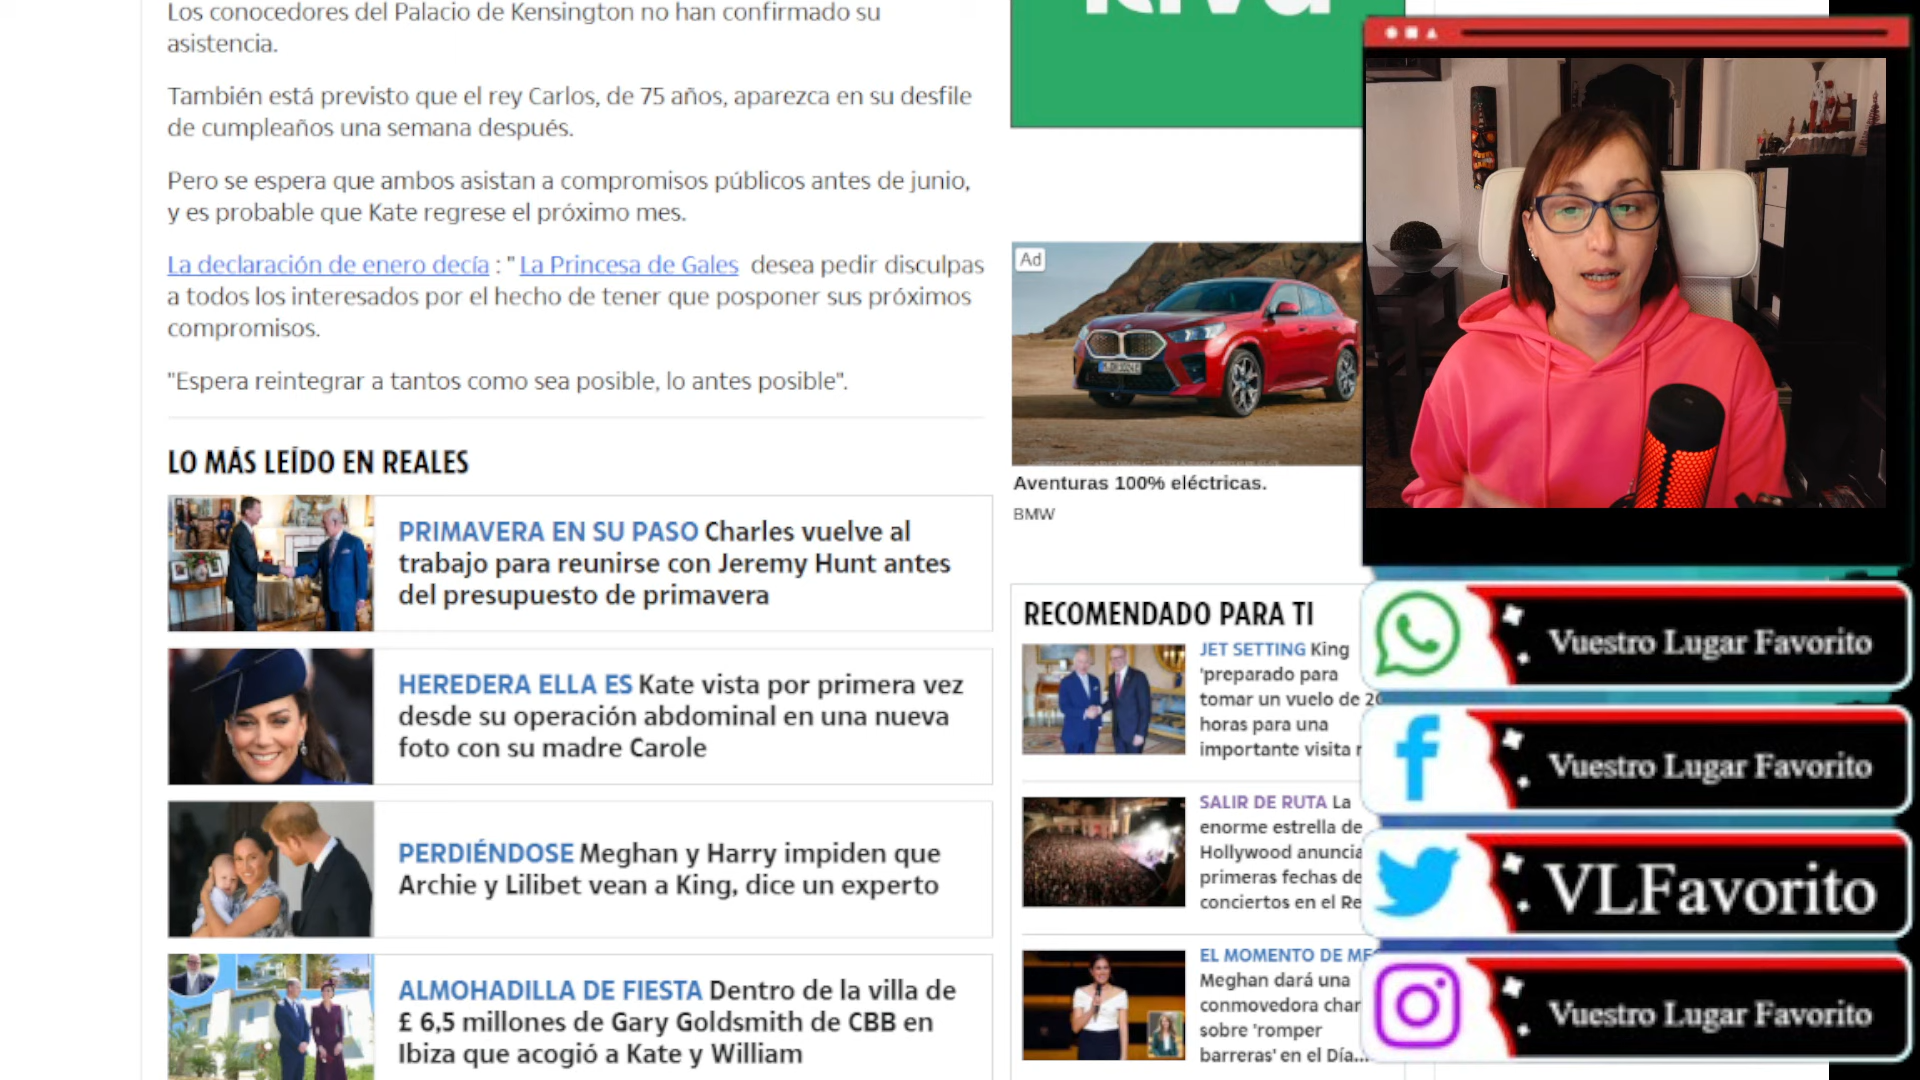 Los conocedores del Palacio de Kensington no han confirmado su
asistencia.
También está previsto que el rey Carlos, de 75 años, aparezca en su desfile
de cumpleaños una semana después.
Pero se espera que ambos asistan a compromisos públicos antes de junio,
y es probable que Kate regrese el próximo mes.
La declaración de enero decía : " La Princesa de Gales desea pedir disculpas
a todos los interesados por el hecho de tener que posponer sus próximos
compromisos.
"Espera reintegrar a tantos como sea posible, lo antes posible".
LO MÁS LEÍDO EN REALES
PRIMAVERA EN SU PASO Charles vuelve al
trabajo para reunirse con Jeremy Hunt antes
del presupuesto de primavera
HEREDERA ELLA ES Kate vista por primera vez
desde su operación abdominal en una nueva
foto con su madre Carole
PERDIÉNDOSE Meghan y Harry impiden que
Archie y Lilibet vean a King, dice un experto
ALMOHADILLA DE FIESTA Dentro de la villa de
£ 6,5 millones de Gary Goldsmith de CBB en
Ibiza que acogió a Kate y William
Ad
Aventuras 100% eléctricas.
BMW
RECOMENDADO PARA TI
JET SETTING King
'preparado para
tomar un vuelo de 20
horas para una
importante visita
SALIR DE RUTA La
enorme estrella de
Hollywood anuncia
primeras fechas de
conciertos en el Re
EL MOMENTO DE ME
Meghan dará una
conmovedora char
sobre 'romper
barreras' en el Día...
Vuestro Lugar Favorito
Vuestro Lugar Favorito
VLFavorito
Vuestro Lugar Favorito